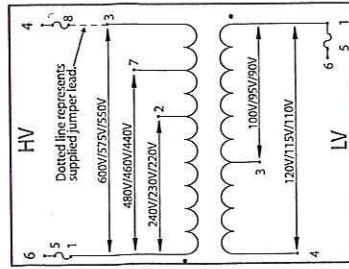 HV
4
8
3
Dotted line represents
supplied jumper lead.
7
600V/575V/550V
480V/460V/440V
2
240V/230V/220V
6
5
1
1
5
6
100V/95V/90V
3
120V/115V/110V
4
LV